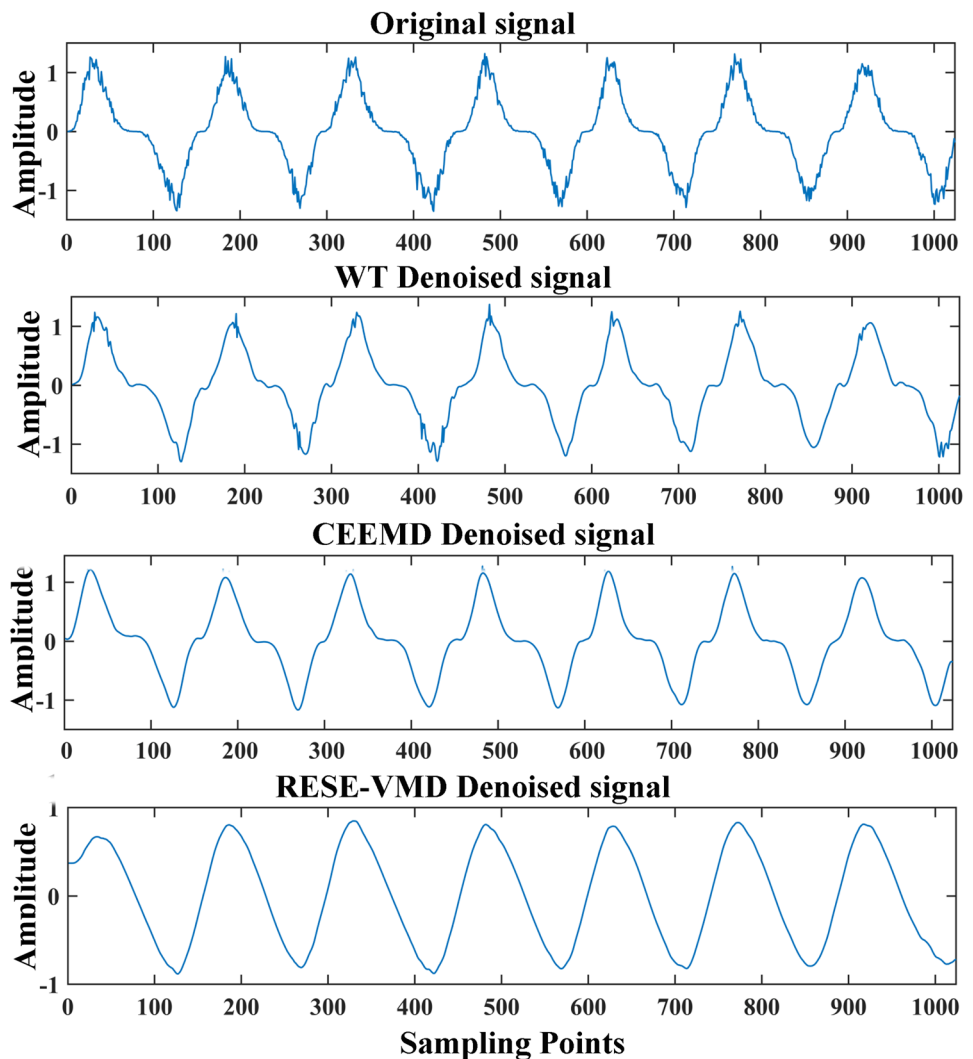 Original signal
Amplitude
1
0
-1
0 100 200 300 400 500 600 700 800 900 1000
WT Denoised signal
Amplitude
1
0
-1
0 100 200 300 400 500 600 700 800 900 1000
CEEMD Denoised signal
Amplitude
1
0
-1
0 100 200 300 400 500 600 700 800 900 1000
RESE-VMD Denoised signal
Amplitude
1
0
-1
0 100 200 300 400 500 600 700 800 900 1000
Sampling Points